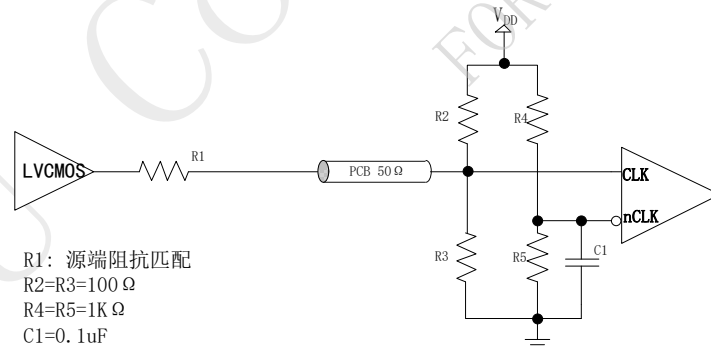 V_DD
R2
R4
R1
LVCMOS
PCB 50Ω
CLK
nCLK
R3
R5
C1
R1: 源端阻抗匹配
R2=R3=100Ω
R4=R5=1KΩ
C1=0.1uF